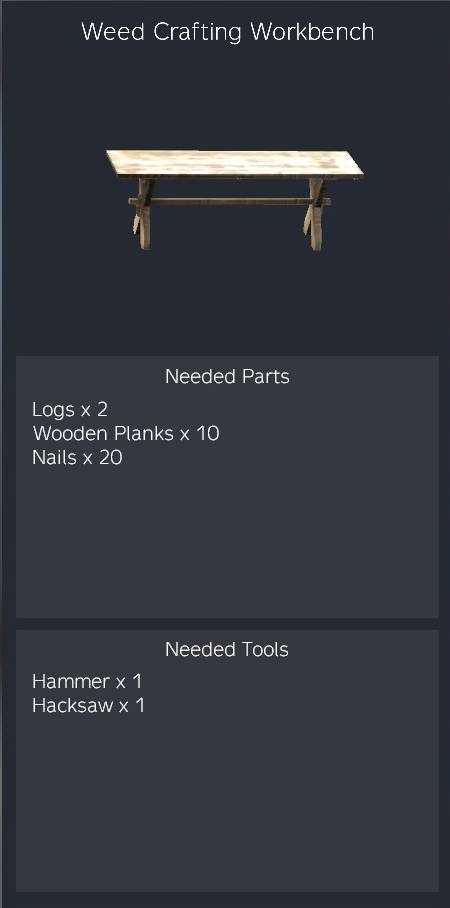 Weed Crafting Workbench
Needed Parts
Logs x 2
Wooden Planks x 10
Nails x 20
Needed Tools
Hammer x 1
Hacksaw x 1